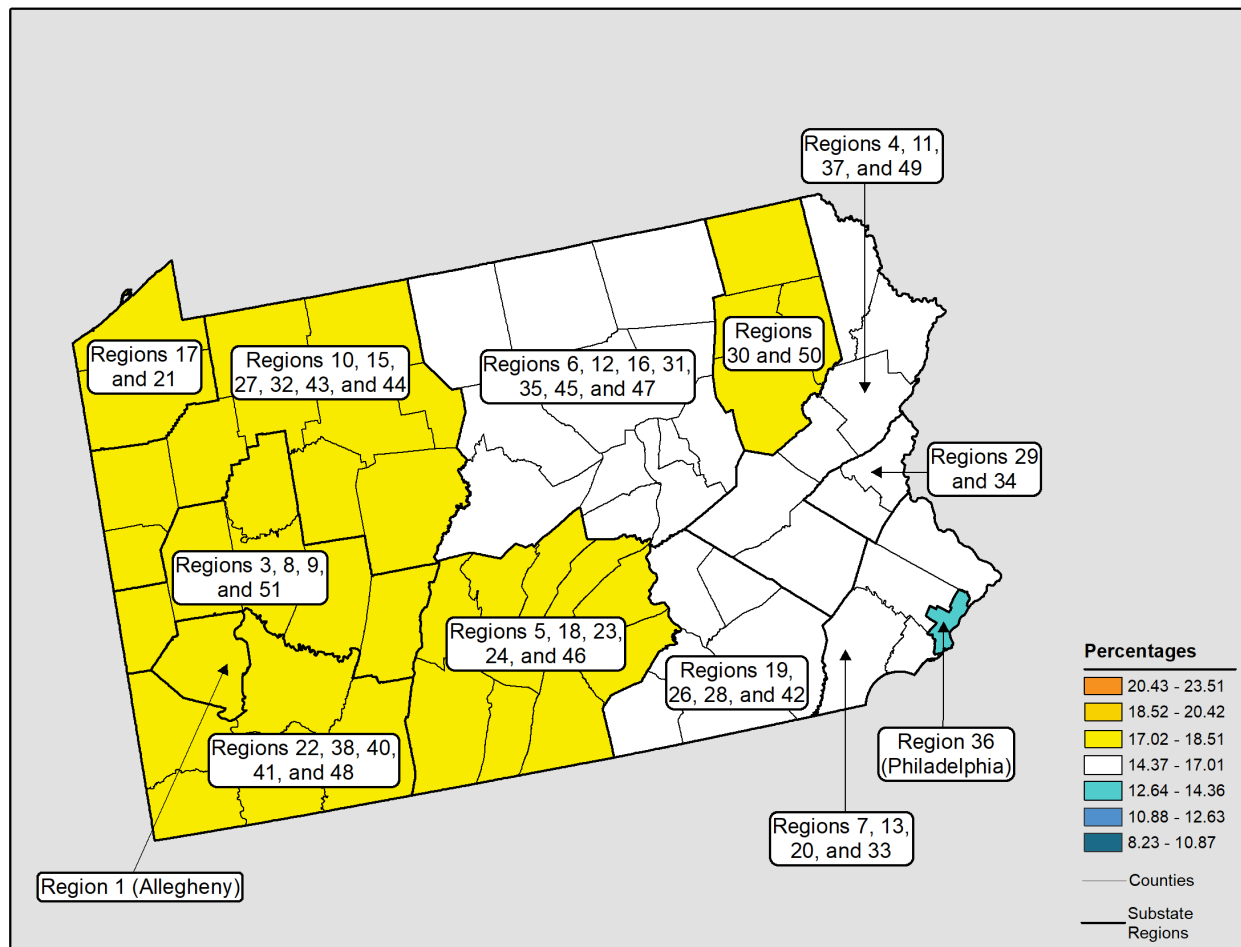 Regions 4, 11,
37, and 49
Regions 17
and 21
Regions 10, 15,
27, 32, 43, and 44
Regions 6, 12, 16, 31,
35, 45, and 47
Regions
30 and 50
Regions 29
and 34
Regions 3, 8, 9,
and 51
Regions 5, 18, 23,
24, and 46
Regions 19,
26, 28, and 42
Regions 22, 38, 40,
41, and 48
Region 36
(Philadelphia)
Regions 7, 13,
20, and 33
Region 1 (Allegheny)
Percentages
20.43 - 23.51
18.52 - 20.42
17.02 - 18.51
14.37 - 17.01
12.64 - 14.36
10.88 - 12.63
8.23 - 10.87
Counties
Substate
Regions